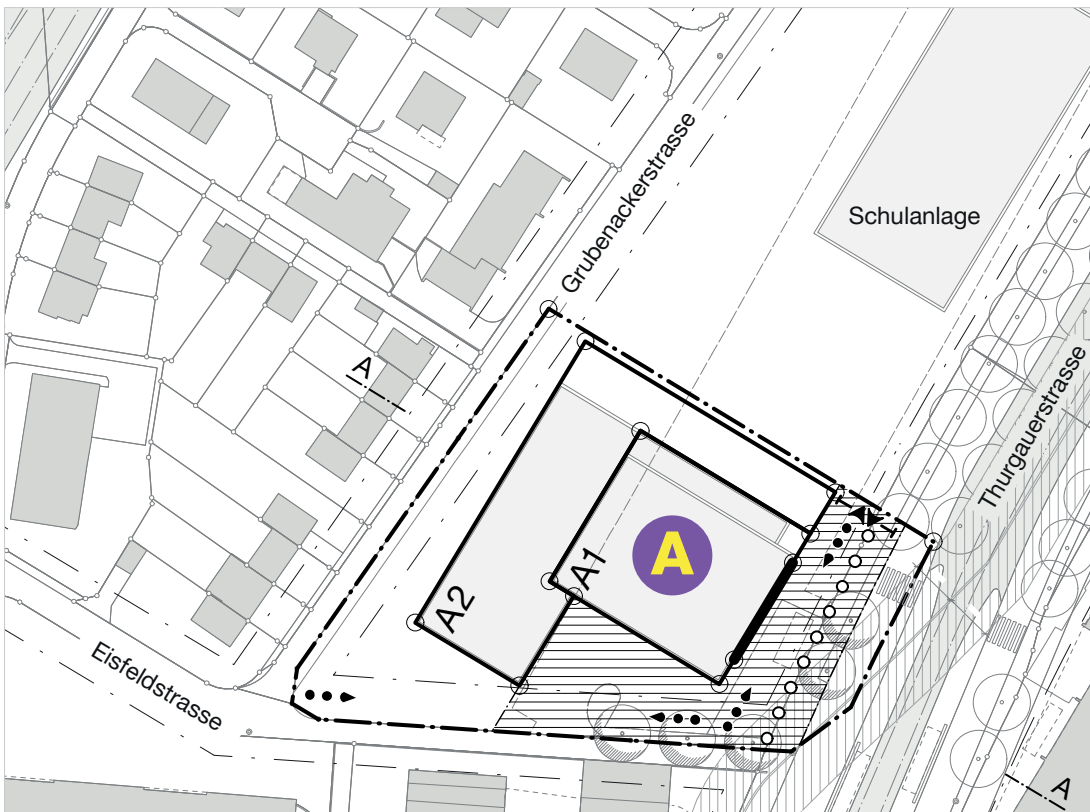 Grubenackerstrasse
Schulanlage
Thurgauerstrasse
A
A
A1
A2
Eisfeldstrasse
A